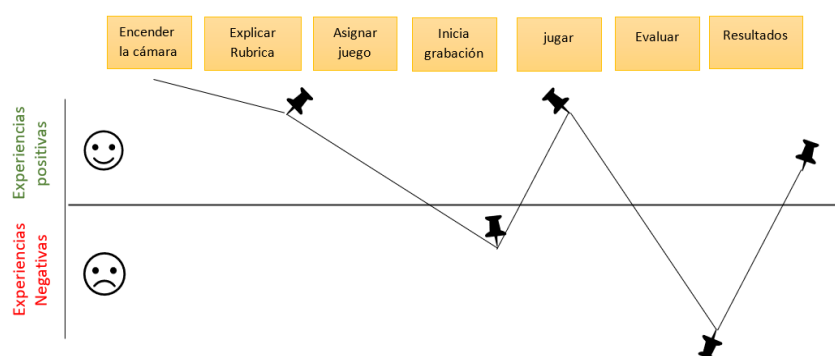 Encender
la cámara
Explicar
Rubrica
Asignar
juego
Inicia
grabación
jugar
Evaluar
Resultados
Experiencias
positivas
Experiencias
Negativas